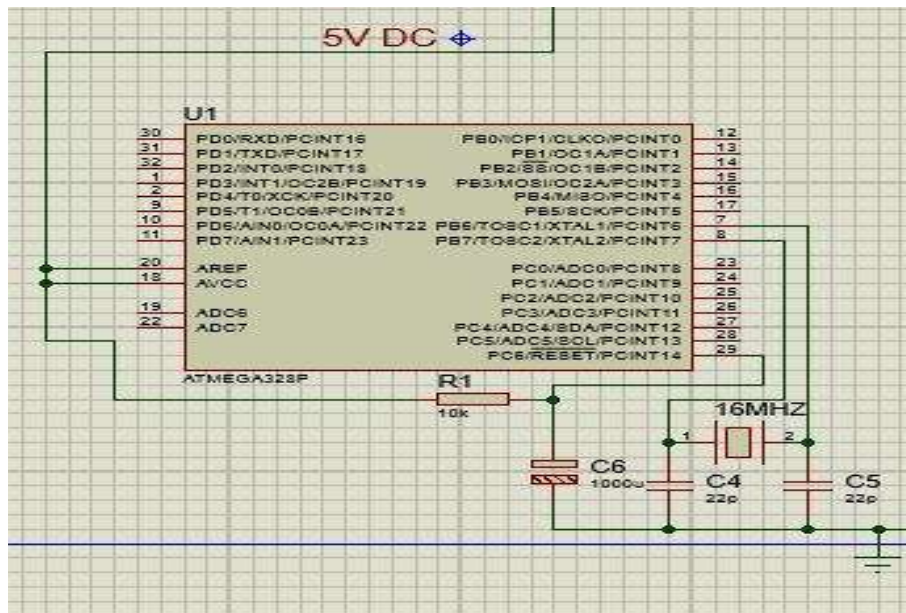 5V DC
U1
30 PD0/RXD/PCINT16 PB0/ICP1/CLKO/PCINT0 12
31 PD1/TXD/PCINT17 PB1/OC1A/PCINT1 13
32 PD2/INT0/PCINT18 PB2/SS/OC1B/PCINT2 14
1 PD3/INT1/OC2B/PCINT19 PB3/MOSI/OC2A/PCINT3 15
2 PD4/T0/XCK/PCINT20 PB4/MISO/PCINT4 16
9 PD5/T1/OC0B/PCINT21 PB5/SCK/PCINT5 17
10 PD6/AIN0/OC0A/PCINT22 PB6/TOSC1/XTAL1/PCINT6 7
11 PD7/AIN1/PCINT23 PB7/TOSC2/XTAL2/PCINT7 8
20 AREF PC0/ADC0/PCINT8 23
18 AVCC PC1/ADC1/PCINT9 24
PC2/ADC2/PCINT10 25
19 ADC6 PC3/ADC3/PCINT11 26
22 ADC7 PC4/ADC4/SDA/PCINT12 27
PC5/ADC5/SCL/PCINT13 28
PC6/RESET/PCINT14 29
ATMEGA328P
R1
10k
16MHZ
1 2
C6
1000u
C4
22p
C5
22p